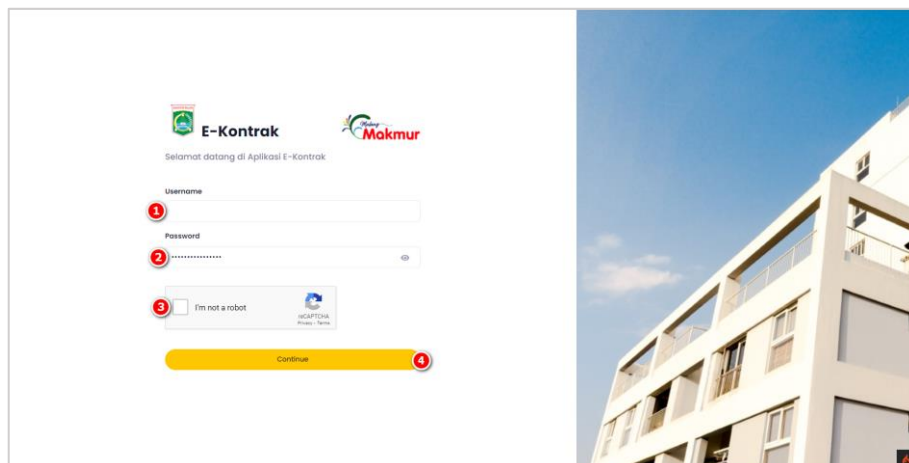 E-Kontrak
Malang
Makmur
Selamat datang di Aplikasi E-Kontrak
Username
1
Password
2
3
I'm not a robot
reCAPTCHA
Privacy - Terms
Continue
4